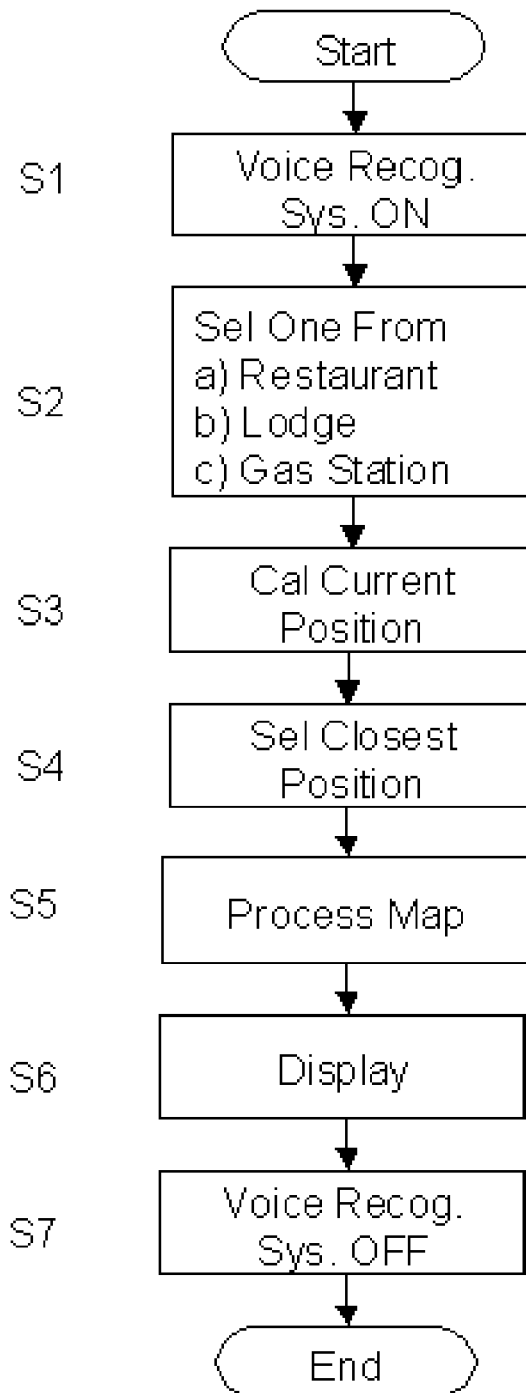 Start
S1
Voice Recog.
Sys. ON
S2
Sel One From
a) Restaurant
b) Lodge
c) Gas Station
S3
Cal Current
Position
S4
Sel Closest
Position
S5
Process Map
S6
Display
S7
Voice Recog.
Sys. OFF
End